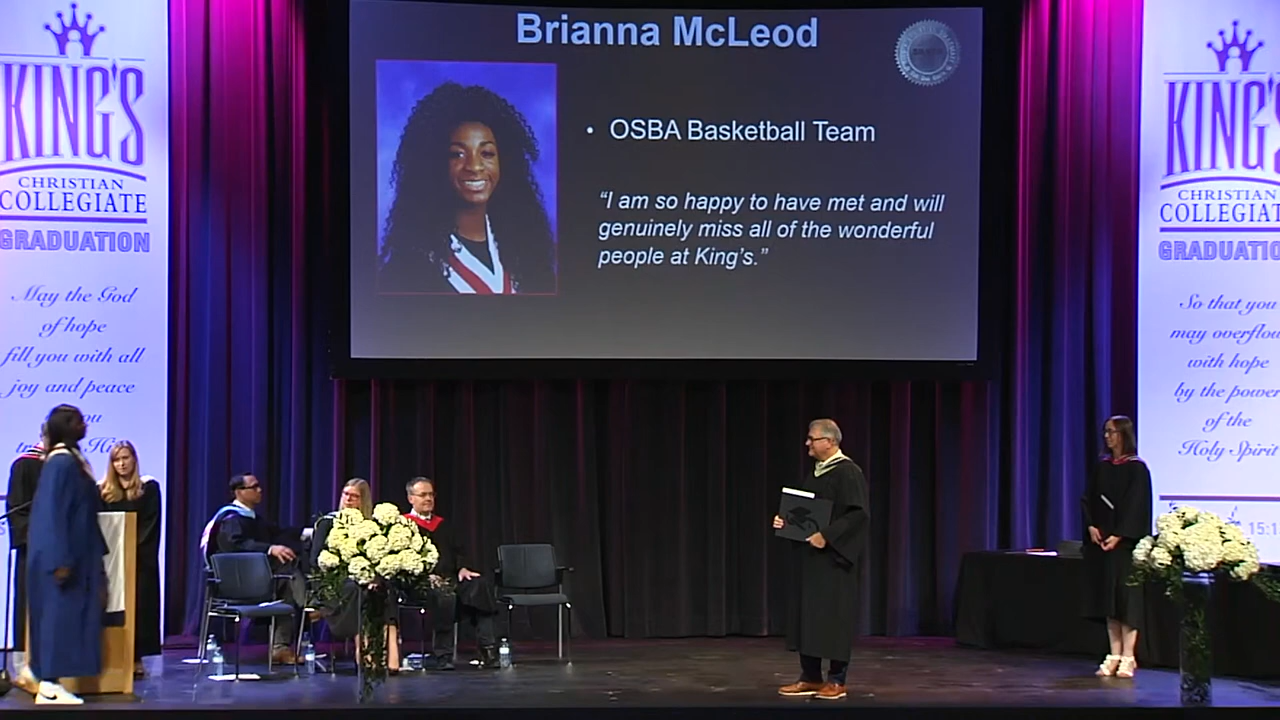 Brianna McLeod
• OSBA Basketball Team
“I am so happy to have met and will
genuinely miss all of the wonderful
people at King’s.”
KING'S
CHRISTIAN
COLLEGIATE
GRADUATION
May the God
of hope
fill you with all
joy and peace
KING'S
CHRISTIAN
COLLEGIAT
GRADUATIO
So that you
may overflow
with hope
by the power
of the
Holy Spirit
15:1